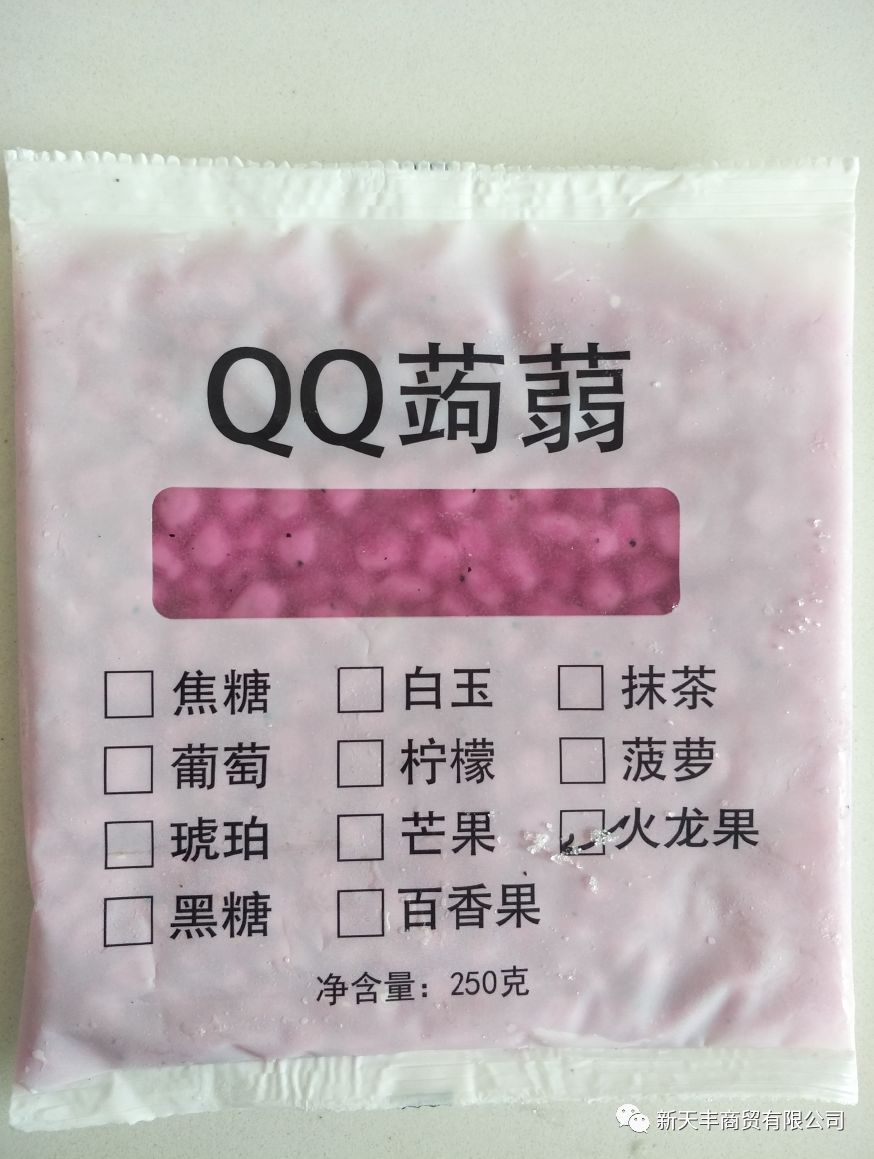 QQ蒟蒻
焦糖 白玉 抹茶
葡萄 柠檬 菠萝
琥珀 芒果 火龙果
黑糖 百香果
净含量：250克
新天丰商贸有限公司